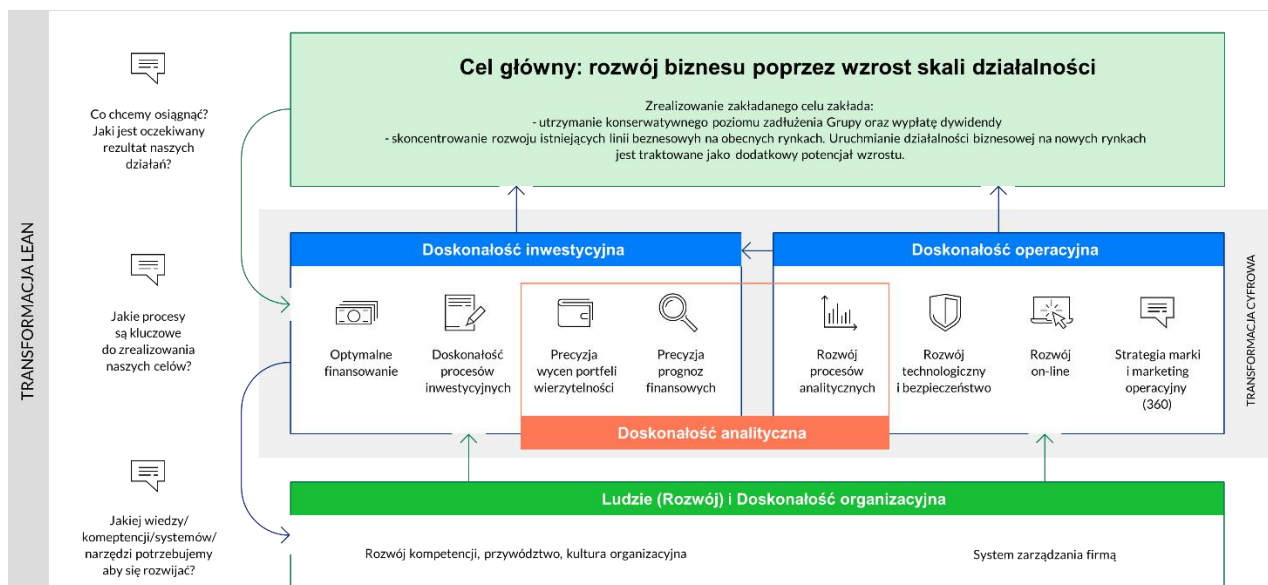 TRANSFORMACJA LEAN
Co chcemy osiągnąć?
Jaki jest oczekiwany
rezultat naszych
działań?
Cel główny: rozwój biznesu poprzez wzrost skali działalności
Zrealizowanie zakładanego celu zakłada:
- utrzymanie konserwatywnego poziomu zadłużenia Grupy oraz wypłatę dywidendy
- skoncentrowanie rozwoju istniejących linii beznesowyh na obecnych rynkach. Uruchmianie działalności biznesowej na nowych rynkach
jest traktowane jako dodatkowy potencjał wzrostu.
Jakie procesy
są kluczowe
do zrealizowania
naszych celów?
Doskonałość inwestycyjna
Optymalne
finansowanie
Doskonałość
procesów
inwestycyjnych
Precyzja
wycen portfeli
wierzytelności
Precyzja
prognoz
finansowych
Doskonałość operacyjna
Rozwój
procesów
analitycznych
Rozwój
technologiczny
i bezpieczeństwo
Rozwój
on-line
Strategia marki
i marketing
operacyjny
(360)
Doskonałość analityczna
TRANSFORMACJA CYFROWA
Jakiej wiedzy/
komeptencji/systemów/
narzędzi potrzebujemy
aby się rozwijać?
Ludzie (Rozwój) i Doskonałość organizacyjna
Rozwój kompetencji, przywództwo, kultura organizacyjna
System zarządzania firmą